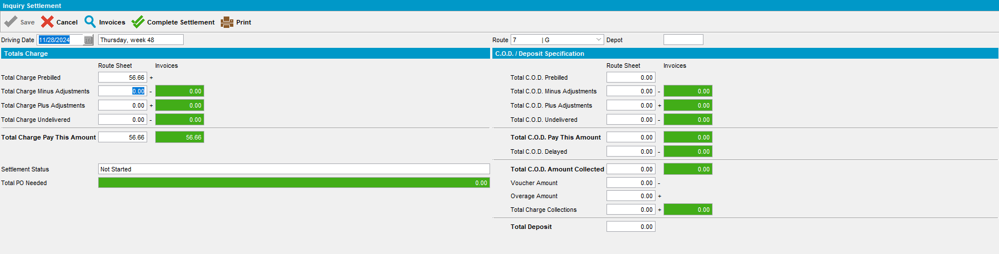 Inquiry Settlement
Save Cancel Invoices Complete Settlement Print
Driving Date 11/28/2024 15 Thursday, week 48 Route 7 | G Depot
Totals Charge C.O.D. / Deposit Specification
Route Sheet Invoices Route Sheet Invoices
Total Charge Prebilled 56.66 + Total C.O.D. Prebilled 0.00
Total Charge Minus Adjustments 0.00 - 0.00 Total C.O.D. Minus Adjustments 0.00 - 0.00
Total Charge Plus Adjustments 0.00 + 0.00 Total C.O.D. Plus Adjustments 0.00 + 0.00
Total Charge Undelivered 0.00 - 0.00 Total C.O.D. Undelivered 0.00 - 0.00
Total Charge Pay This Amount 56.66 56.66 Total C.O.D. Pay This Amount 0.00 0.00
Total C.O.D. Delayed 0.00 - 0.00
Settlement Status Not Started Total C.O.D. Amount Collected 0.00 0.00
Total PO Needed 0.00 Voucher Amount 0.00 -
Overage Amount 0.00 +
Total Charge Collections 0.00 + 0.00
Total Deposit 0.00